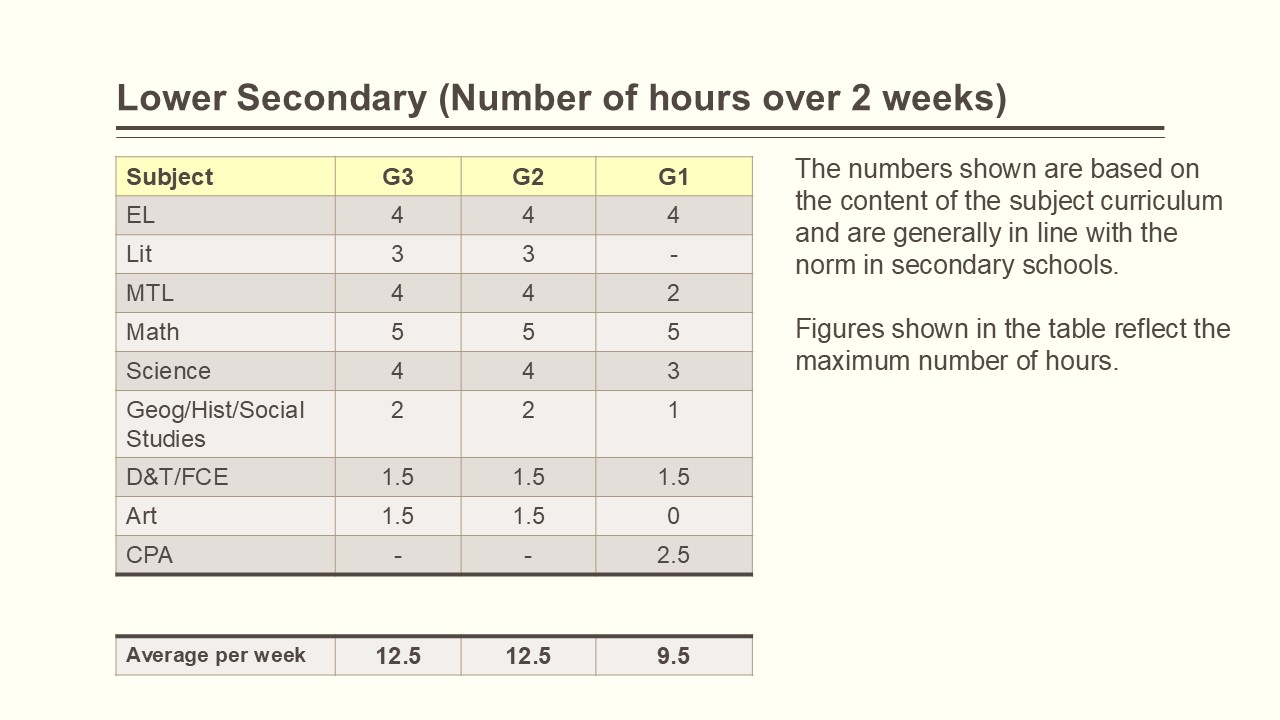 Lower Secondary (Number of hours over 2 weeks)
Subject G3 G2 G1
EL 4 4 4
Lit 3 3 -
MTL 4 4 2
Math 5 5 5
Science 4 4 3
Geog/Hist/Social 2 2 1
Studies
D&T/FCE 1.5 1.5 1.5
Art 1.5 1.5 0
CPA - - 2.5
Average per week 12.5 12.5 9.5
The numbers shown are based on
the content of the subject curriculum
and are generally in line with the
norm in secondary schools.
Figures shown in the table reflect the
maximum number of hours.